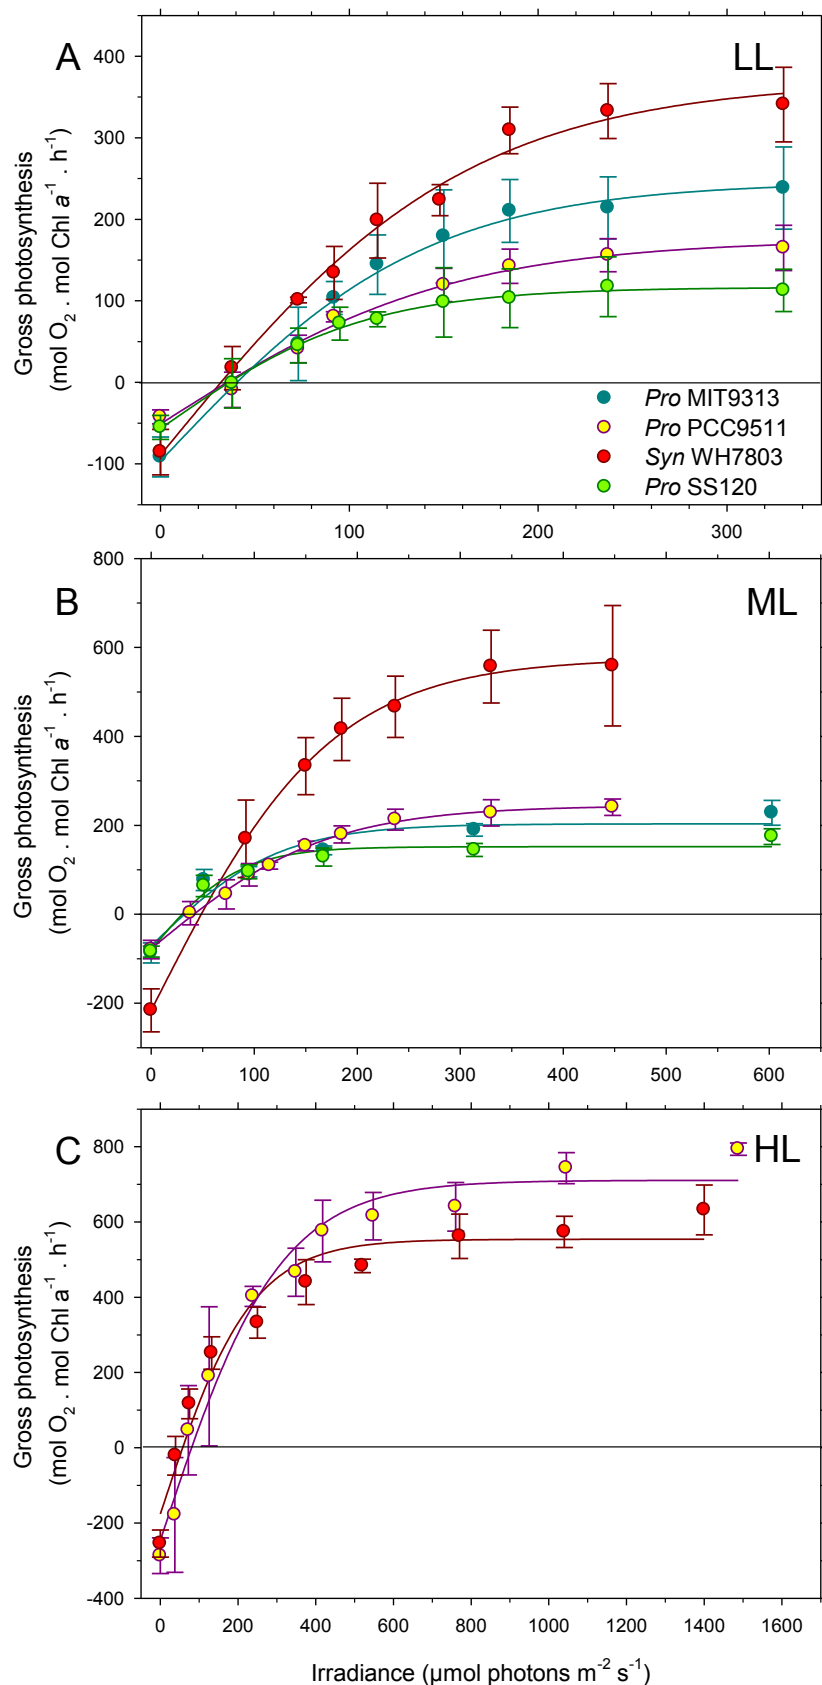 A
LL
Gross photosynthesis
(mol O₂ . mol Chl a⁻¹ . h⁻¹)
400
300
200
100
0
-100
Pro MIT9313
Pro PCC9511
Syn WH7803
Pro SS120
0 100 200 300
B
ML
Gross photosynthesis
(mol O₂ . mol Chl a⁻¹ . h⁻¹)
800
600
400
200
0
-200
0 100 200 300 400 500 600
C
HL
Gross photosynthesis
(mol O₂ . mol Chl a⁻¹ . h⁻¹)
800
600
400
200
0
-200
-400
0 200 400 600 800 1000 1200 1400 1600
Irradiance (µmol photons m⁻² s⁻¹)